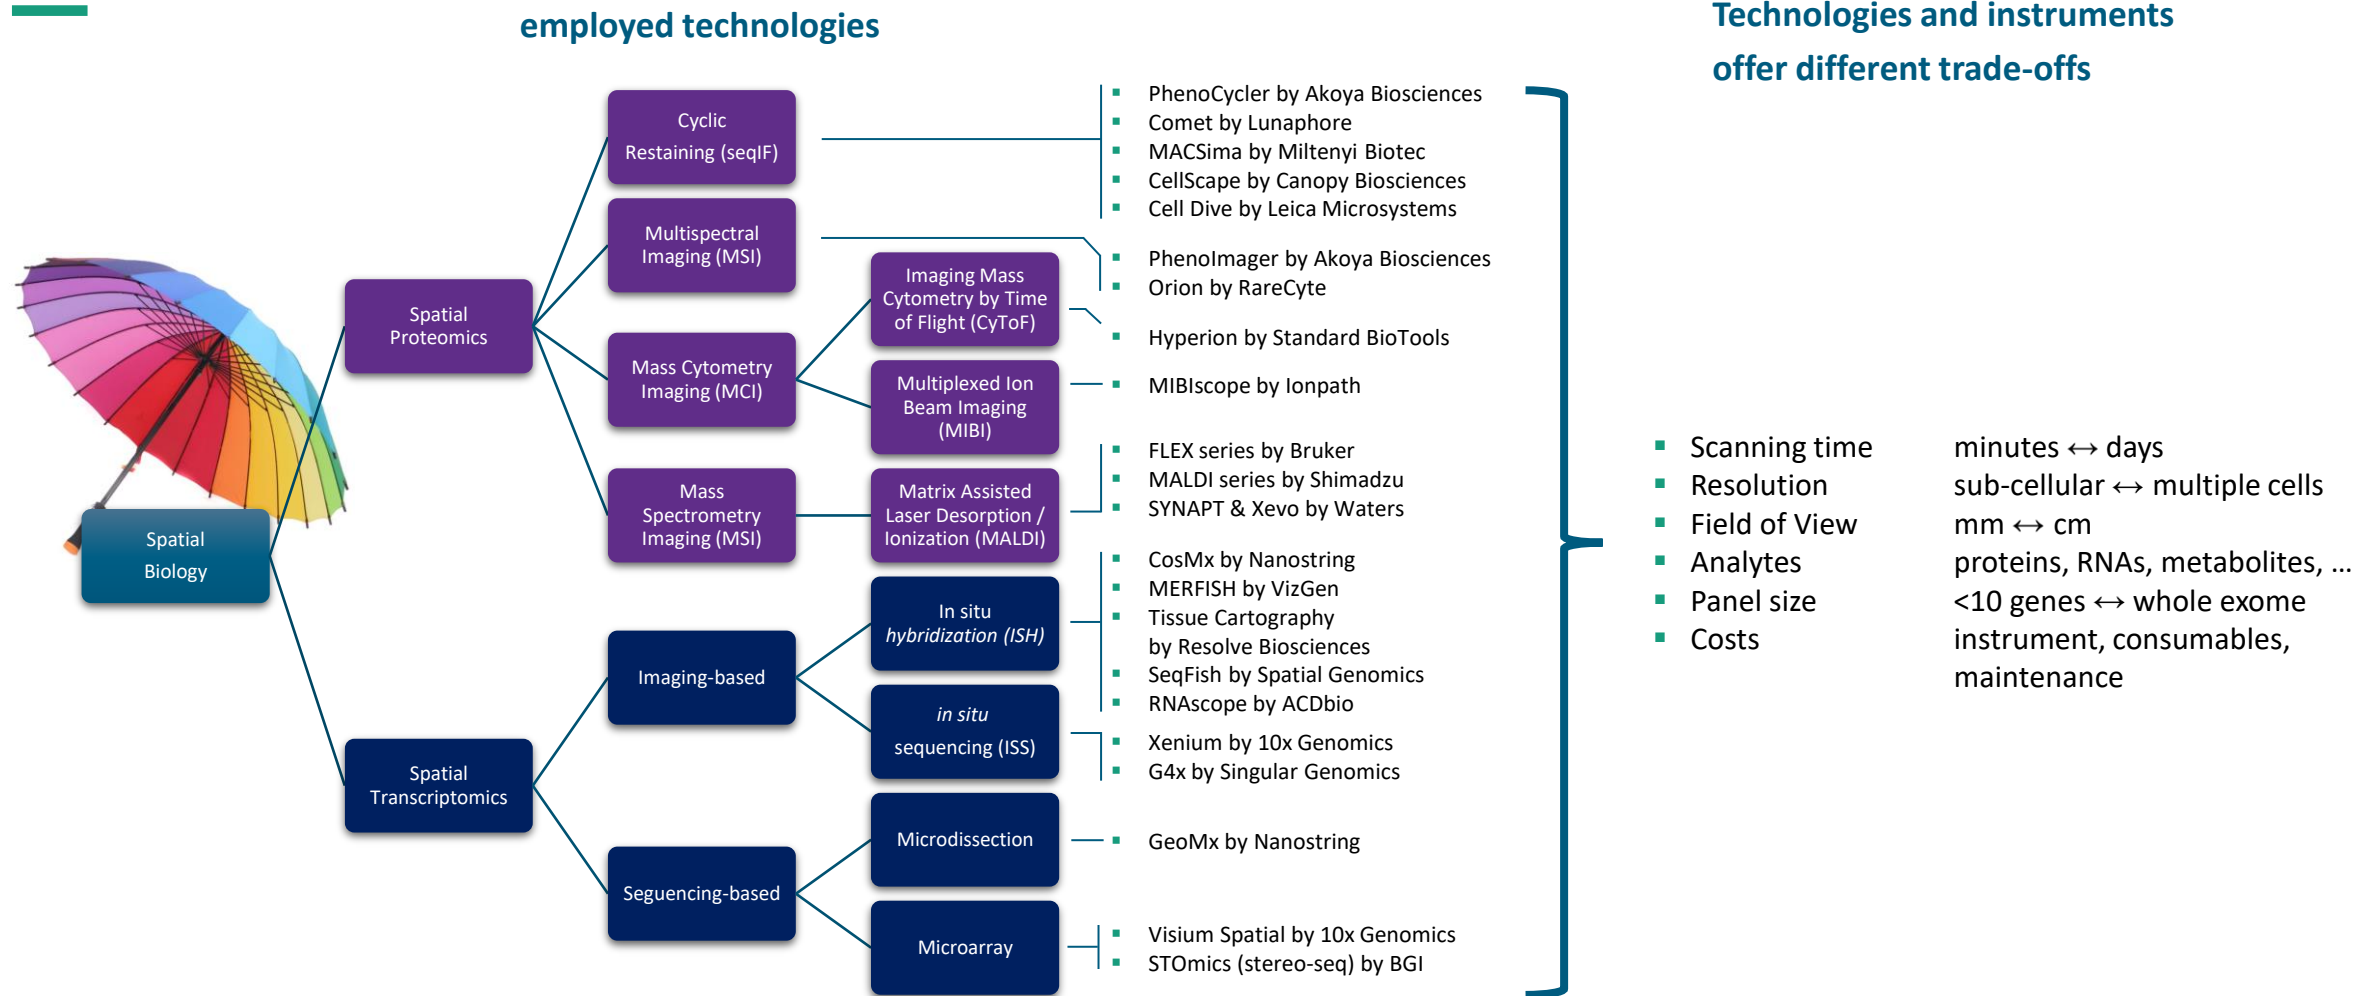 employed technologies
Technologies and instruments
offer different trade-offs
Spatial
Biology
Spatial
Proteomics
Cyclic
Restaining (seqIF)
PhenoCycler by Akoya Biosciences
Comet by Lunaphore
MACSima by Miltenyi Biotec
CellScape by Canopy Biosciences
Cell Dive by Leica Microsystems
Multispectral
Imaging (MSI)
PhenoImager by Akoya Biosciences
Orion by RareCyte
Mass Cytometry
Imaging (MCI)
Imaging Mass
Cytometry by Time
of Flight (CyToF)
Hyperion by Standard BioTools
Multiplexed Ion
Beam Imaging
(MIBI)
MIBIscope by Ionpath
Mass
Spectrometry
Imaging (MSI)
Matrix Assisted
Laser Desorption /
Ionization (MALDI)
FLEX series by Bruker
MALDI series by Shimadzu
SYNAPT & Xevo by Waters
Spatial
Transcriptomics
Imaging-based
In situ
hybridization (ISH)
CosMx by Nanostring
MERFISH by VizGen
Tissue Cartography
by Resolve Biosciences
SeqFish by Spatial Genomics
RNAscope by ACDbio
in situ
sequencing (ISS)
Xenium by 10x Genomics
G4x by Singular Genomics
Seguencing-based
Microdissection
GeoMx by Nanostring
Microarray
Visium Spatial by 10x Genomics
STOmics (stereo-seq) by BGI
Scanning time minutes ↔ days
Resolution sub-cellular ↔ multiple cells
Field of View mm ↔ cm
Analytes proteins, RNAs, metabolites, ...
Panel size <10 genes ↔ whole exome
Costs instrument, consumables,
maintenance